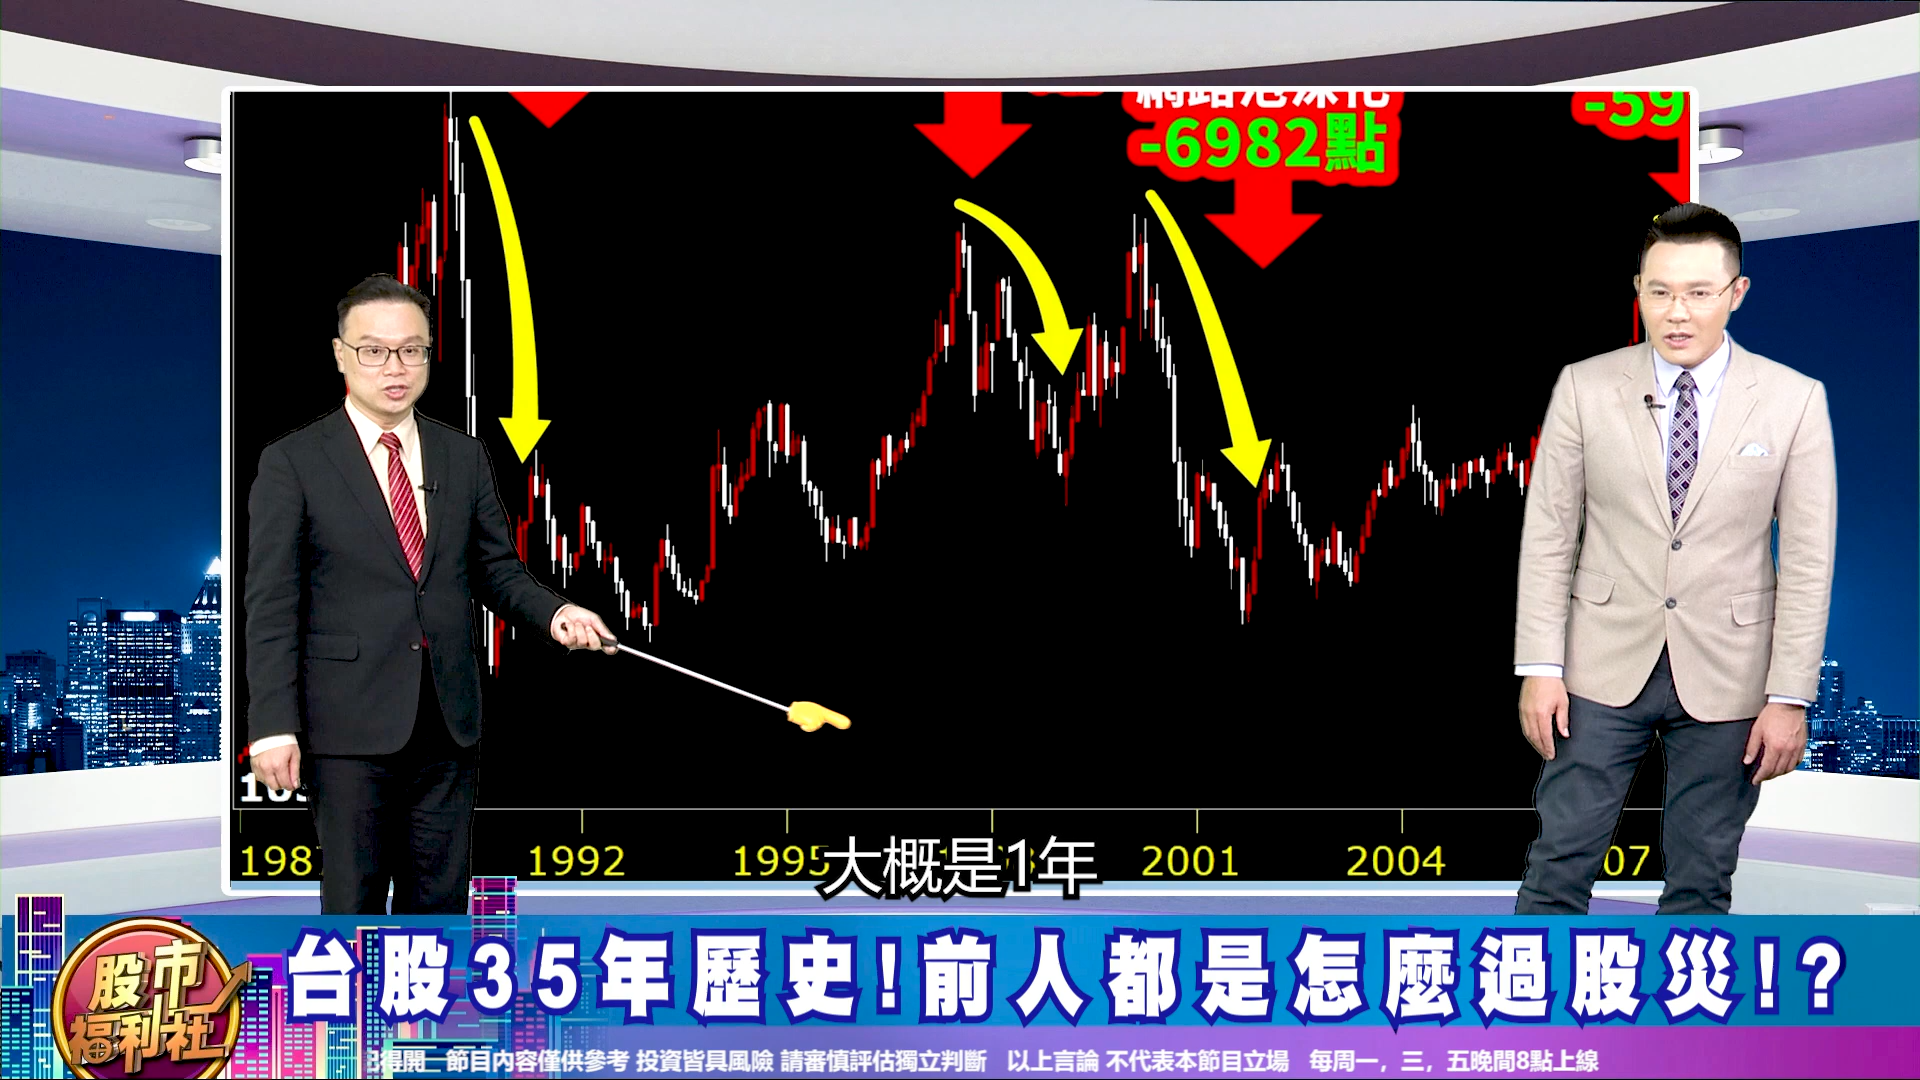 -6982點
-59
1992
1995
2001
2004
07
大概是1年
台股35年歷史!前人都是怎麼過股災!?
股市
福利社
節目內容僅供參考 投資皆具風險 請審慎評估獨立判斷 以上言論 不代表本節目立場 每周一，三，五晚間8點上線